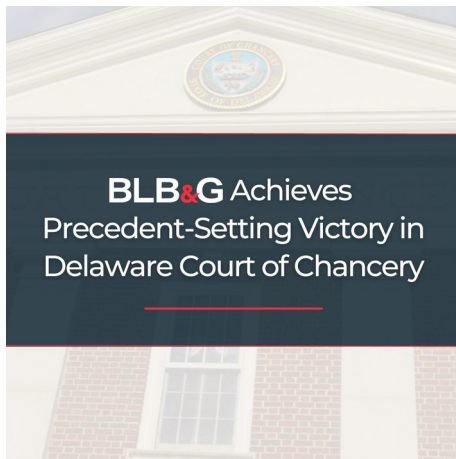 BLB&G Achieves
Precedent-Setting Victory in
Delaware Court of Chancery